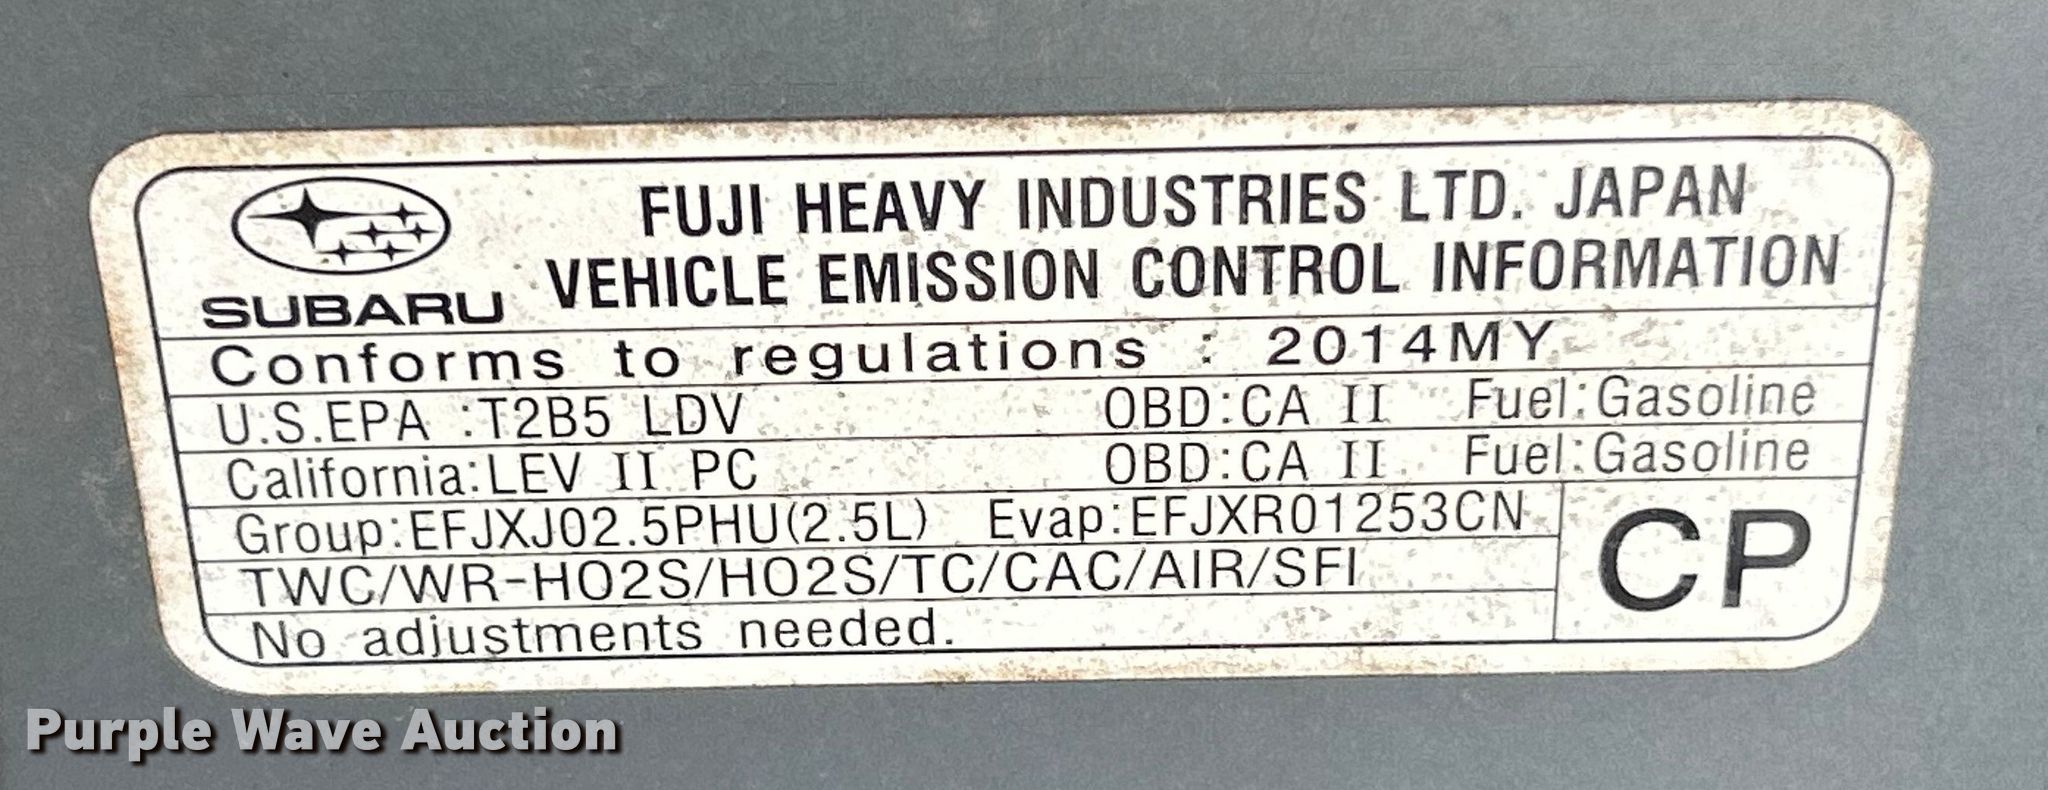 FUJI HEAVY INDUSTRIES LTD. JAPAN
SUBARU VEHICLE EMISSION CONTROL INFORMATION
Conforms to regulations : 2014MY
U.S.EPA :T2B5 LDV OBD:CA II Fuel:Gasoline
California:LEV II PC OBD:CA II Fuel:Gasoline
Group:EFJXJ02.5PHU(2.5L) Evap:EFJXR01253CN
TWC/WR-HO2S/HO2S/TC/CAC/AIR/SFI
No adjustments needed.
CP
Purple Wave Auction